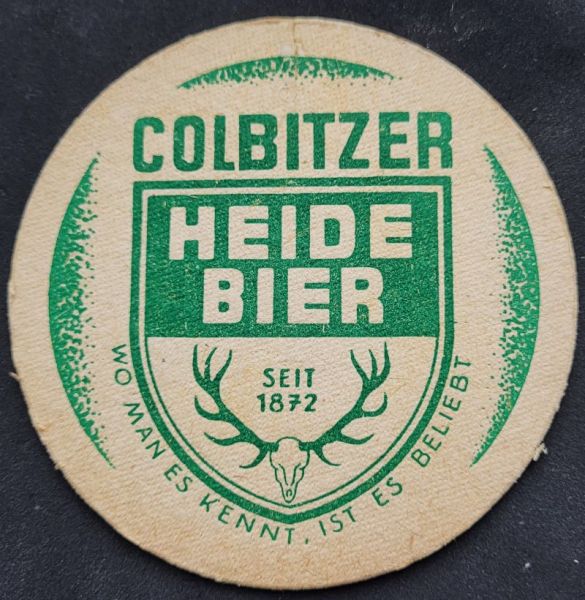 COLBITZER
HEIDE
BIER
SEIT
1872
WO MAN ES KENNT, IST ES BELIEBT